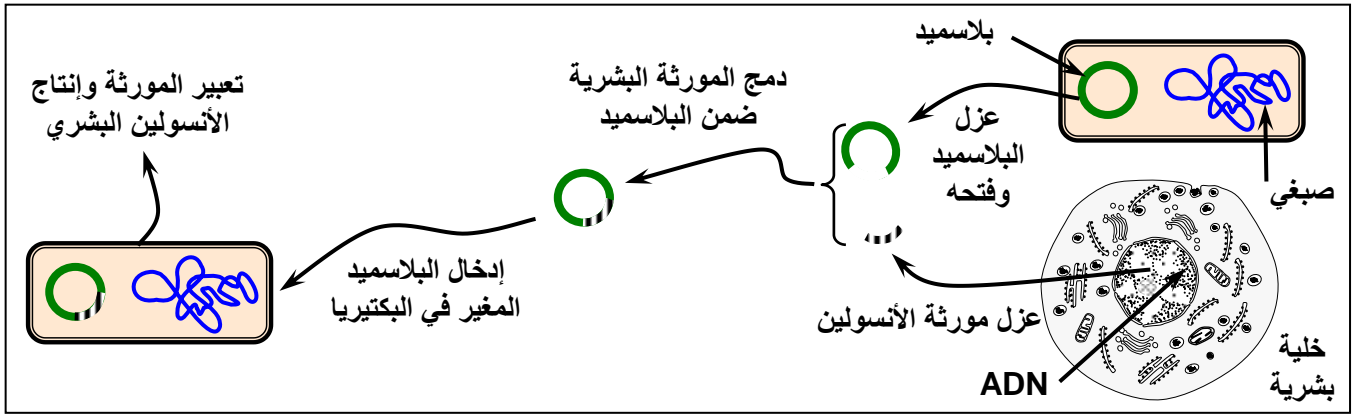 بلاسميد
صبغي
عزل
البلاسميد
وفتحه
خلية
بشرية
ADN
عزل مورثة الأنسولين
دمج المورثة البشرية
ضمن البلاسميد
إدخال البلاسميد
المغير في البكتيريا
تعبير المورثة وإنتاج
الأنسولين البشري